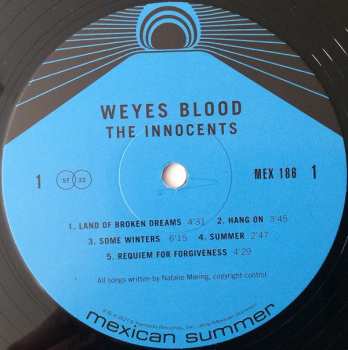 WEYES BLOOD
THE INNOCENTS
1 ST 33 MEX 186 1
1. LAND OF BROKEN DREAMS 4'31 2. HANG ON 3'45
3. SOME WINTERS 6'15 4. SUMMER 2'47
5. REQUIEM FOR FORGIVENESS 4'29
All songs written by Natalie Mering, copyright control.
mexican summer